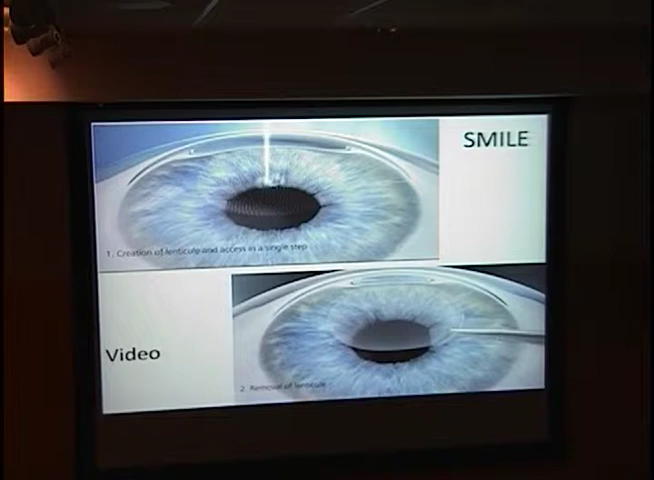 SMILE
1. Creation of lenticule and access in a single step
Video
2. Removal of lenticule